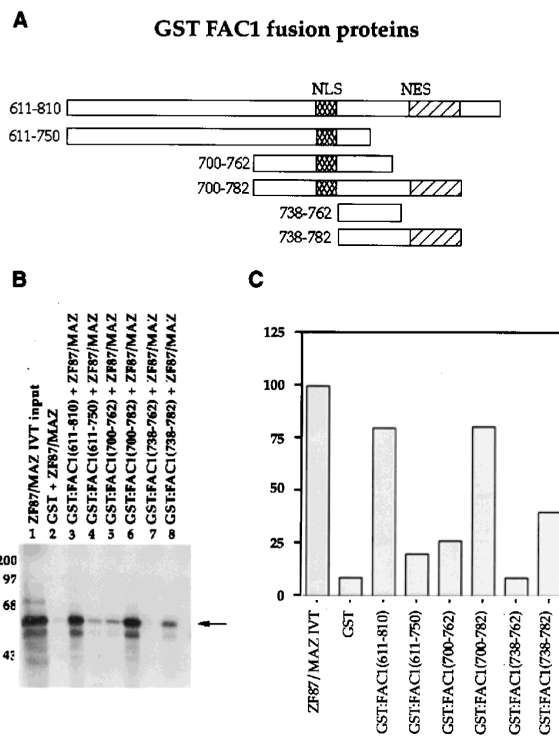 A
GST FAC1 fusion proteins
NLS NES
611-810
611-750
700-762
700-782
738-762
738-782
B
ZF87/MAZ IVT input
GST + ZF87/MAZ
GST:FAC1(611-810) + ZF87/MAZ
GST:FAC1(611-750) + ZF87/MAZ
GST:FAC1(700-762) + ZF87/MAZ
GST:FAC1(700-782) + ZF87/MAZ
GST:FAC1(738-762) + ZF87/MAZ
GST:FAC1(738-782) + ZF87/MAZ
1 2 3 4 5 6 7 8
200
97
68
43
C
125
100
75
50
25
0
ZF87/MAZ IVT
GST
GST:FAC1(611-810)
GST:FAC1(611-750)
GST:FAC1(700-762)
GST:FAC1(700-782)
GST:FAC1(738-762)
GST:FAC1(738-782)